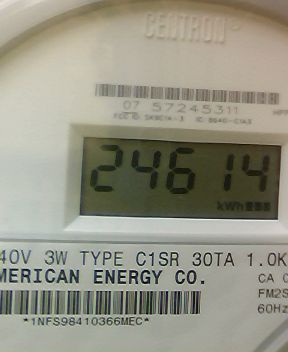 CENTRON
07 57245311
24614
kWh
40V 3W TYPE C1SR 30TA 1.0K
MERICAN ENERGY CO.
CA 0
FM2S
60Hz
*1NFS98410366MEC*